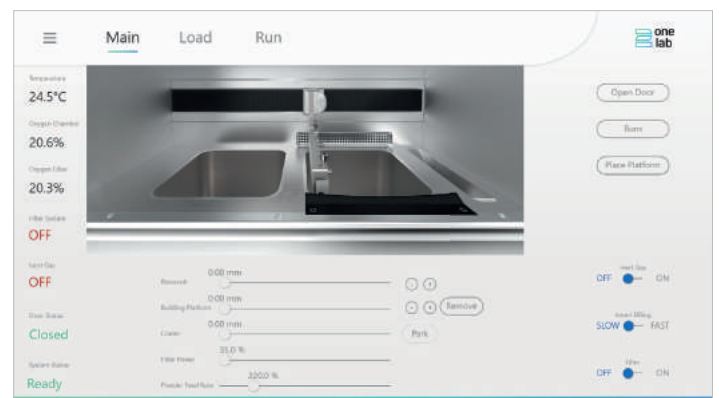 Main Load Run
one
lab
Temperature
24.5°C
Oxygen Chamber
20.6%
Oxygen Filter
20.3%
Filter System
OFF
Inert Gas
OFF
Door Status
Closed
System Status
Ready
Open Door
Place Platform
0.00 mm
Reservoir
- +
0.00 mm
Building Platform
- + Remove
0.00 mm
Coater
Park
35.0 %
Filter Power
220.0 %
Powder Feed Rate
Inert Gas
OFF ON
Inert Filling
SLOW FAST
Filter
OFF ON